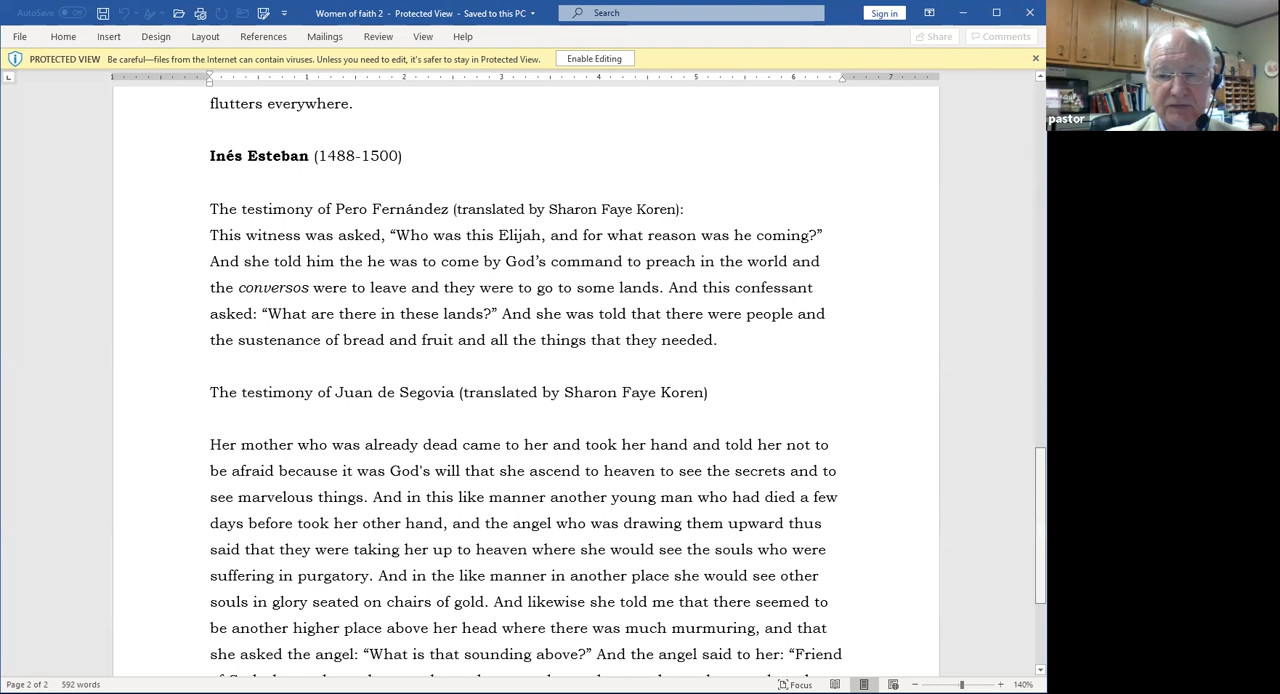 AutoSave Off
Women of faith 2 - Protected View - Saved to this PC
Search
Sign in
File Home Insert Design Layout References Mailings Review View Help
Share Comments
PROTECTED VIEW Be careful—files from the Internet can contain viruses. Unless you need to edit, it's safer to stay in Protected View. Enable Editing
1 1 2 3 4 5 6 7
pastor
flutters everywhere.
Inés Esteban (1488-1500)
The testimony of Pero Fernández (translated by Sharon Faye Koren):
This witness was asked, “Who was this Elijah, and for what reason was he coming?”
And she told him the he was to come by God’s command to preach in the world and
the conversos were to leave and they were to go to some lands. And this confessant
asked: “What are there in these lands?” And she was told that there were people and
the sustenance of bread and fruit and all the things that they needed.
The testimony of Juan de Segovia (translated by Sharon Faye Koren)
Her mother who was already dead came to her and took her hand and told her not to
be afraid because it was God's will that she ascend to heaven to see the secrets and to
see marvelous things. And in this like manner another young man who had died a few
days before took her other hand, and the angel who was drawing them upward thus
said that they were taking her up to heaven where she would see the souls who were
suffering in purgatory. And in the like manner in another place she would see other
souls in glory seated on chairs of gold. And likewise she told me that there seemed to
be another higher place above her head where there was much murmuring, and that
she asked the angel: “What is that sounding above?” And the angel said to her: “Friend
Page 2 of 2 592 words
Focus
140%